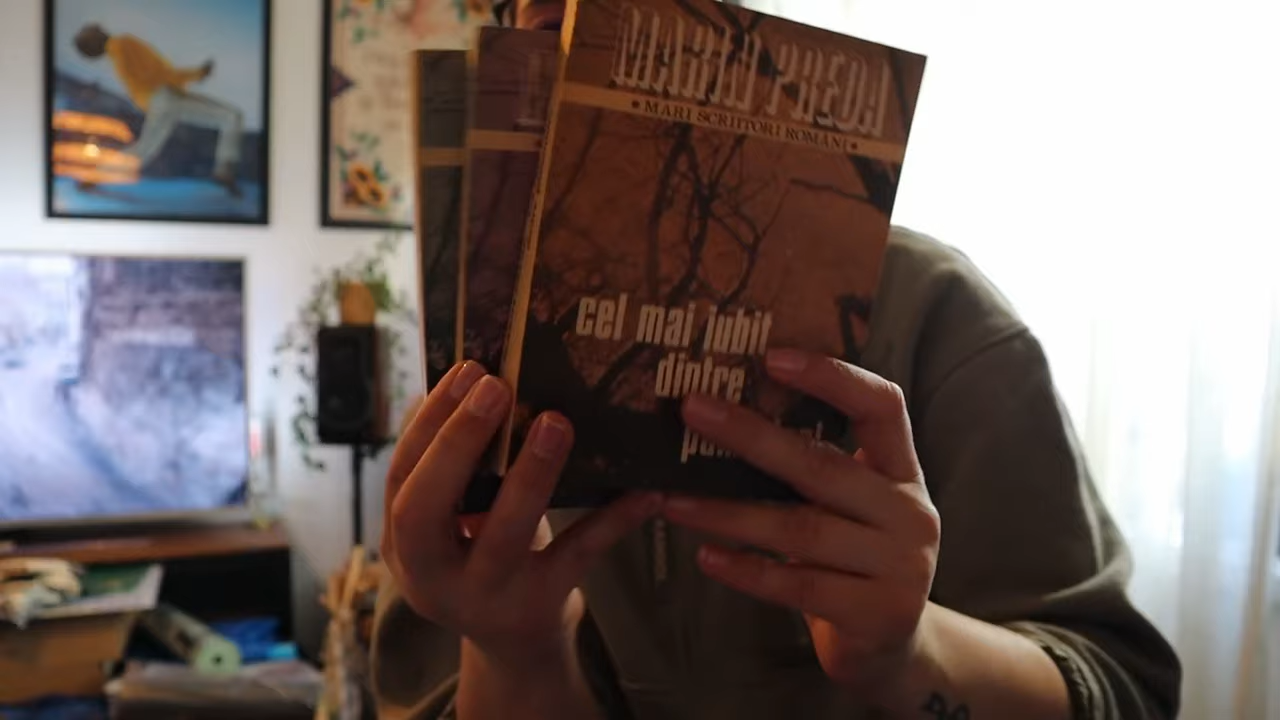 MARIN PREDA
• MARI SCRIITORI ROMÂNI •
cel mai iubit
dintre